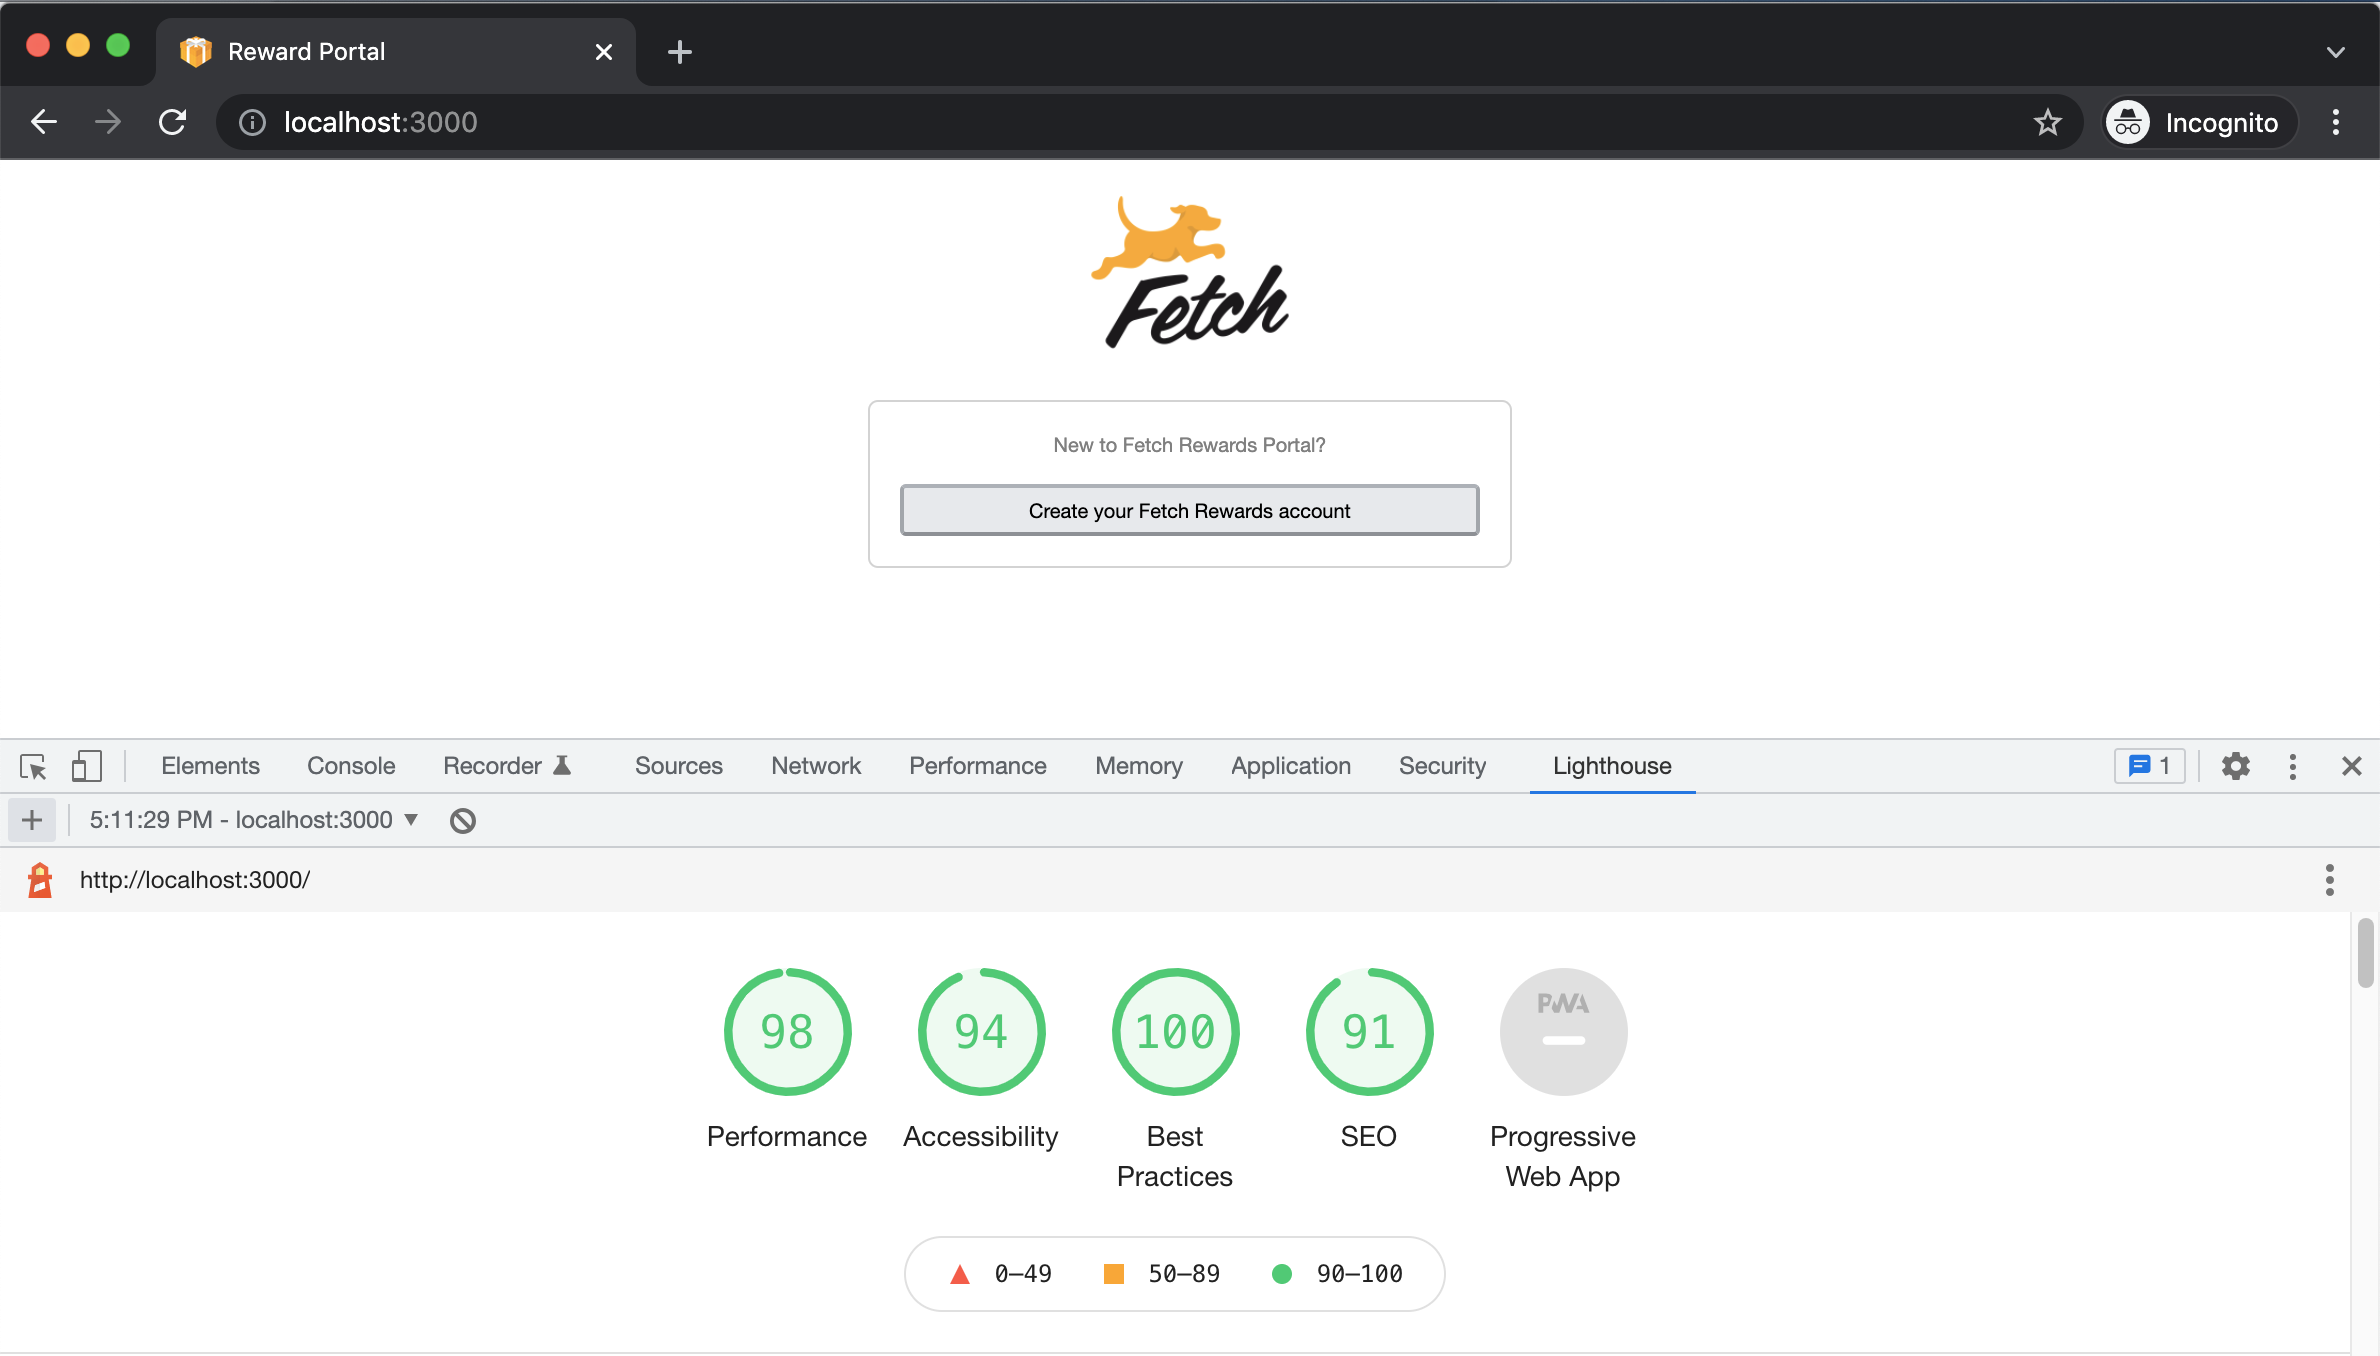 Reward Portal
localhost:3000
Incognito
Fetch
New to Fetch Rewards Portal?
Create your Fetch Rewards account
Elements Console Recorder Sources Network Performance Memory Application Security Lighthouse 1
5:11:29 PM - localhost:3000
http://localhost:3000/
98 94 100 91 PWA
Performance Accessibility Best Practices SEO Progressive Web App
0–49 50–89 90–100